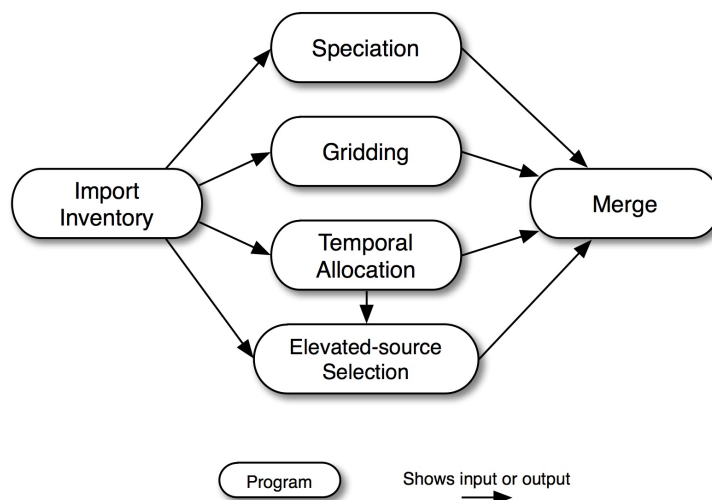 Speciation
Gridding
Import
Inventory
Merge
Temporal
Allocation
Elevated-source
Selection
Program
Shows input or output